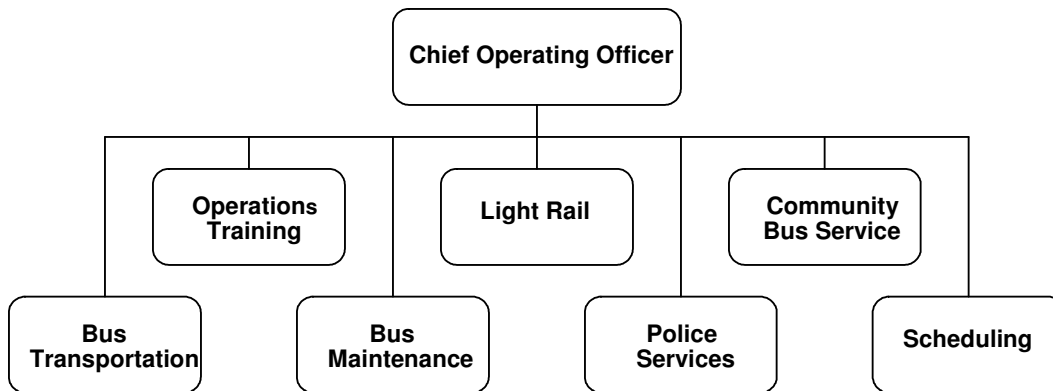 Chief Operating Officer
Operations
Training
Light Rail
Community
Bus Service
Bus
Transportation
Bus
Maintenance
Police
Services
Scheduling